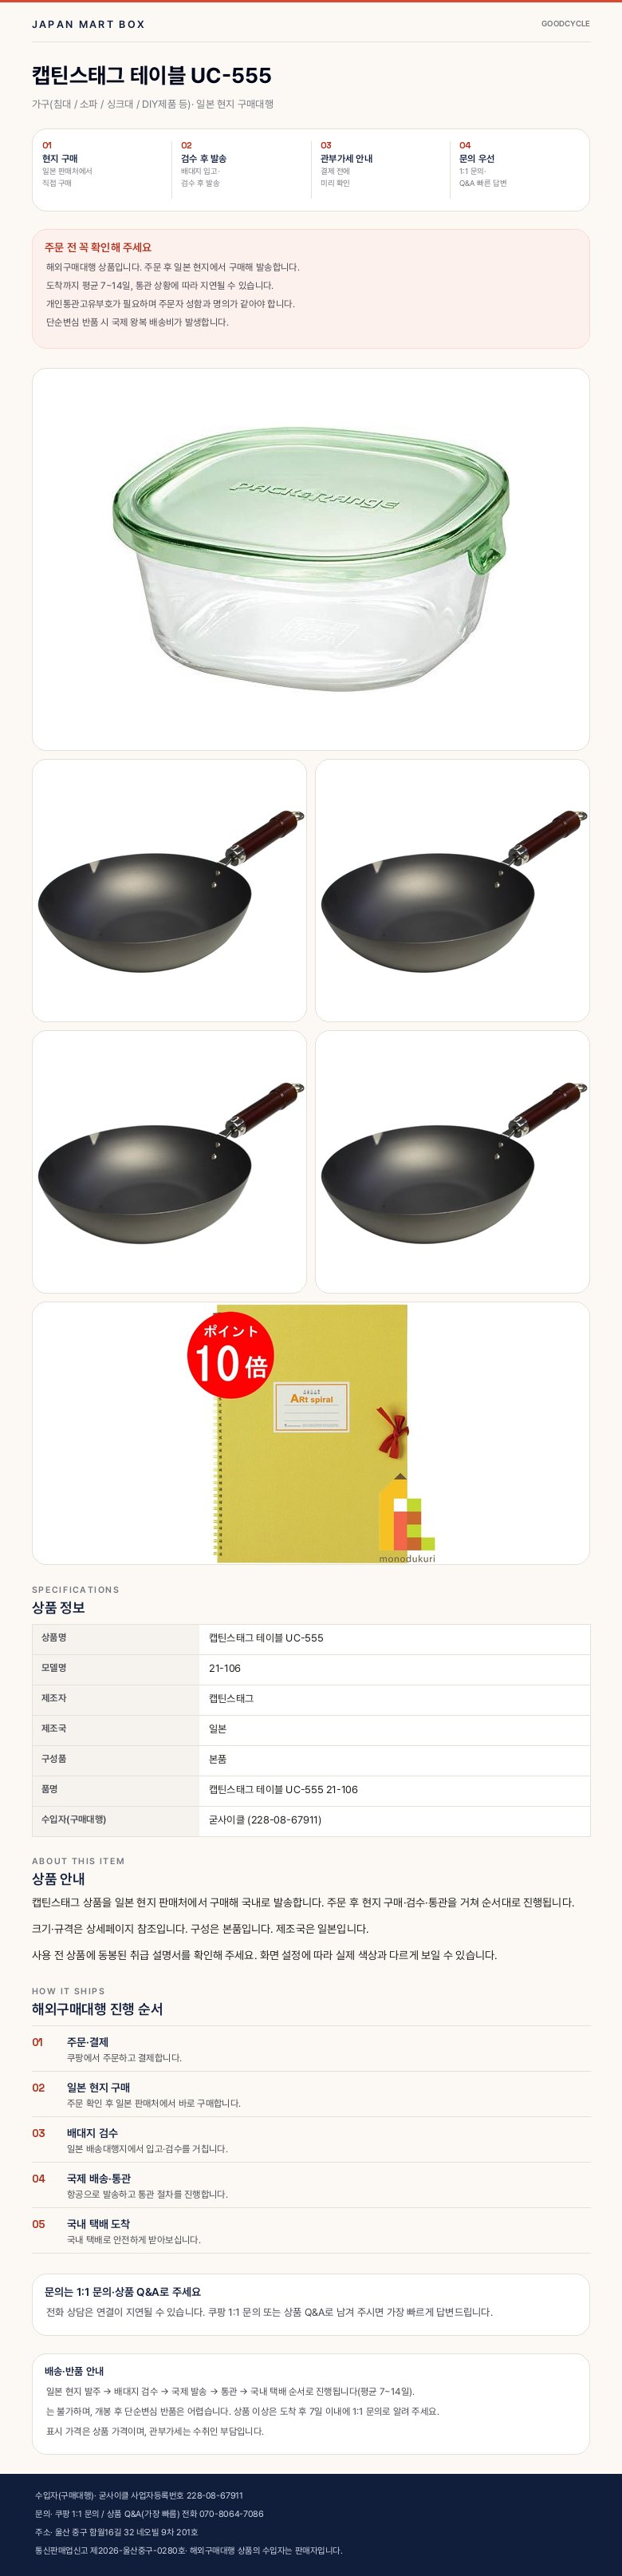 JAPAN MART BOX
GOODCYCLE
캡틴스태그 테이블 UC-555
가구(침대 / 소파 / 싱크대 / DIY제품 등)· 일본 현지 구매대행
01
현지 구매
일본 판매처에서
직접 구매
02
검수 후 발송
배대지 입고·
검수 후 발송
03
관부가세 안내
결제 전에
미리 확인
04
문의 우선
1:1 문의·
Q&A 빠른 답변
주문 전 꼭 확인해 주세요
해외구매대행 상품입니다. 주문 후 일본 현지에서 구매해 발송합니다.
도착까지 평균 7~14일, 통관 상황에 따라 지연될 수 있습니다.
개인통관고유부호가 필요하며 주문자 성함과 명의가 같아야 합니다.
단순변심 반품 시 국제 왕복 배송비가 발생합니다.
PACK&RANGE
ポイント
10倍
ARt spiral
monodukuri
SPECIFICATIONS
상품 정보
상품명 캡틴스태그 테이블 UC-555
모델명 21-106
제조자 캡틴스태그
제조국 일본
구성품 본품
품명 캡틴스태그 테이블 UC-555 21-106
수입자(구매대행) 굳사이클 (228-08-67911)
ABOUT THIS ITEM
상품 안내
캡틴스태그 상품을 일본 현지 판매처에서 구매해 국내로 발송합니다. 주문 후 현지 구매·검수·통관을 거쳐 순서대로 진행됩니다.
크기·규격은 상세페이지 참조입니다. 구성은 본품입니다. 제조국은 일본입니다.
사용 전 상품에 동봉된 취급 설명서를 확인해 주세요. 화면 설정에 따라 실제 색상과 다르게 보일 수 있습니다.
HOW IT SHIPS
해외구매대행 진행 순서
01 주문·결제
쿠팡에서 주문하고 결제합니다.
02 일본 현지 구매
주문 확인 후 일본 판매처에서 바로 구매합니다.
03 배대지 검수
일본 배송대행지에서 입고·검수를 거칩니다.
04 국제 배송·통관
항공으로 발송하고 통관 절차를 진행합니다.
05 국내 택배 도착
국내 택배로 안전하게 받아보십니다.
문의는 1:1 문의·상품 Q&A로 주세요
전화 상담은 연결이 지연될 수 있습니다. 쿠팡 1:1 문의 또는 상품 Q&A로 남겨 주시면 가장 빠르게 답변드립니다.
배송·반품 안내
일본 현지 발주 → 배대지 검수 → 국제 발송 → 통관 → 국내 택배 순서로 진행됩니다(평균 7~14일).
는 불가하며, 개봉 후 단순변심 반품은 어렵습니다. 상품 이상은 도착 후 7일 이내에 1:1 문의로 알려 주세요.
표시 가격은 상품 가격이며, 관부가세는 수취인 부담입니다.
수입자(구매대행)· 굳사이클 사업자등록번호 228-08-67911
문의· 쿠팡 1:1 문의 / 상품 Q&A(가장 빠름) 전화 070-8064-7086
주소· 울산 중구 함월16길 32 네오빌 9차 201호
통신판매업신고 제2026-울산중구-0280호· 해외구매대행 상품의 수입자는 판매자입니다.